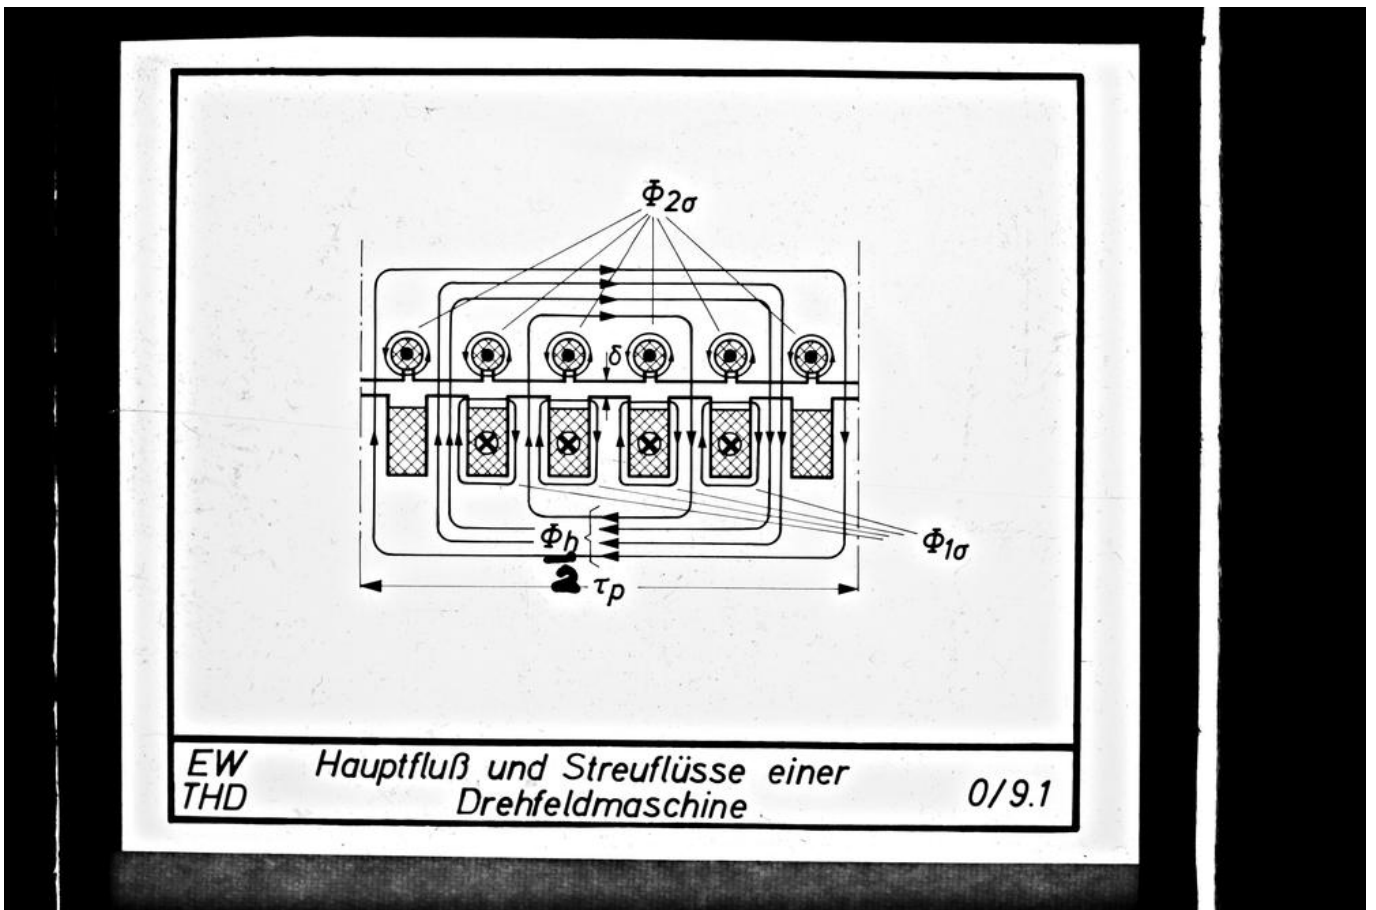 Φ2σ
δ
Φh
2
Φ1σ
τp
EW
THD
Hauptfluß und Streuflüsse einer
Drehfeldmaschine
0/9.1